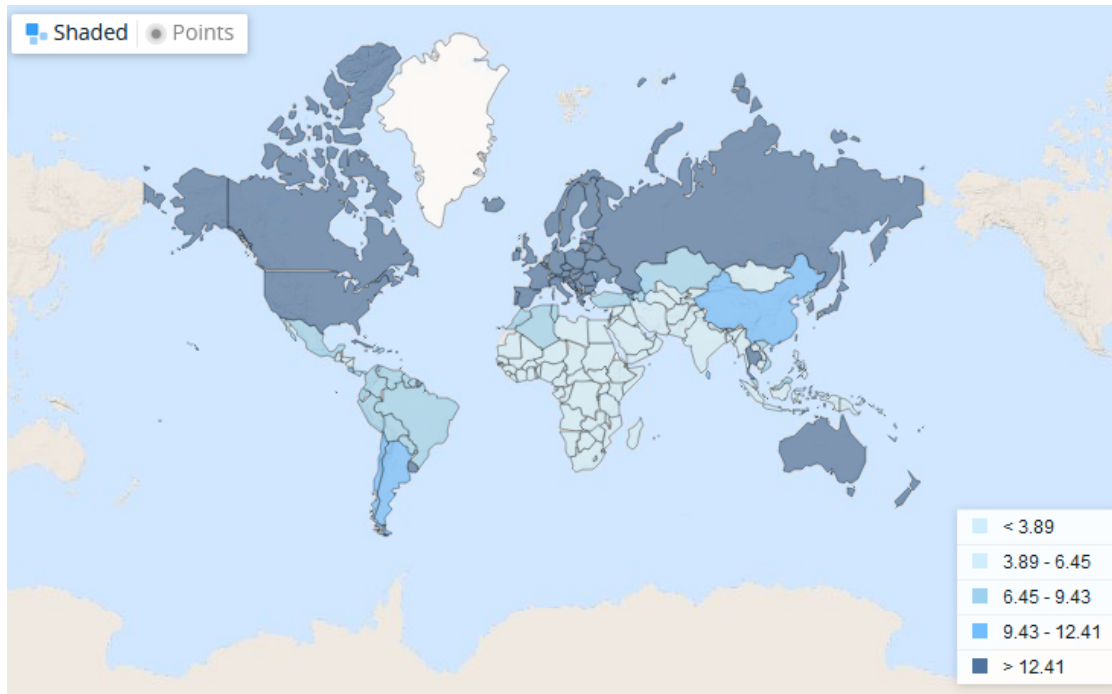 Shaded Points
< 3.89
3.89 - 6.45
6.45 - 9.43
9.43 - 12.41
> 12.41